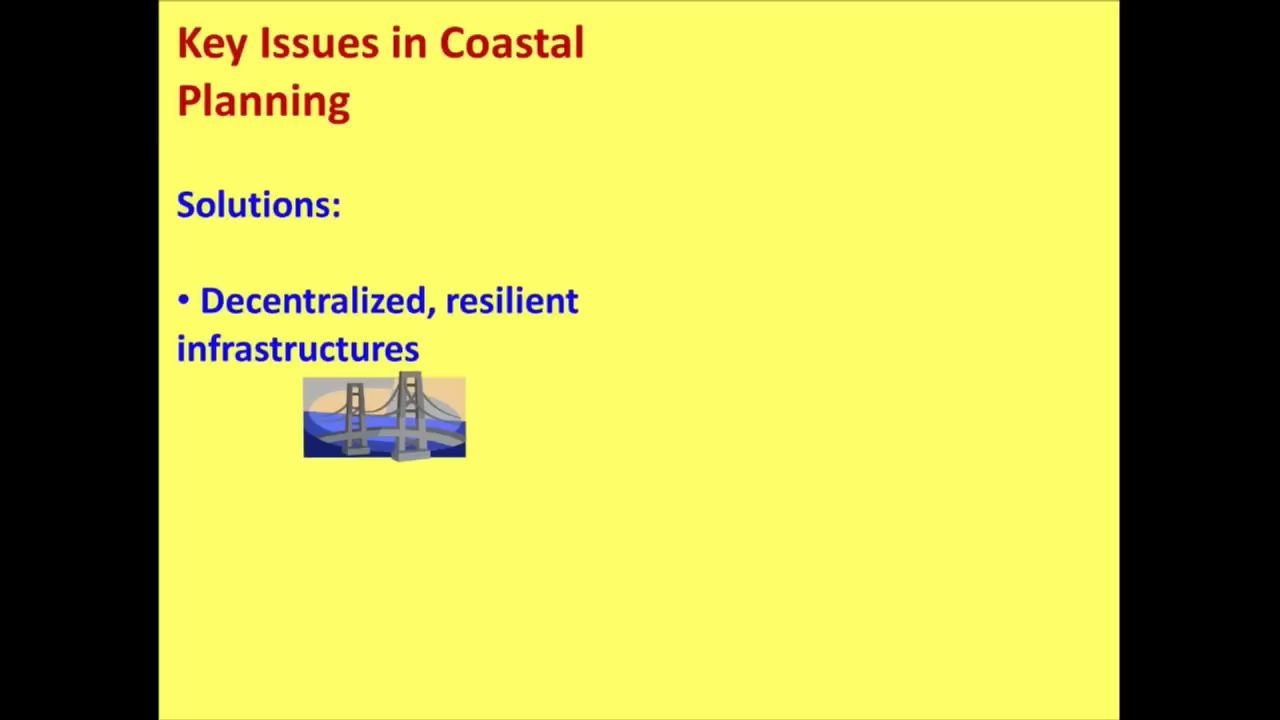 Key Issues in Coastal
Planning
Solutions:
• Decentralized, resilient
infrastructures